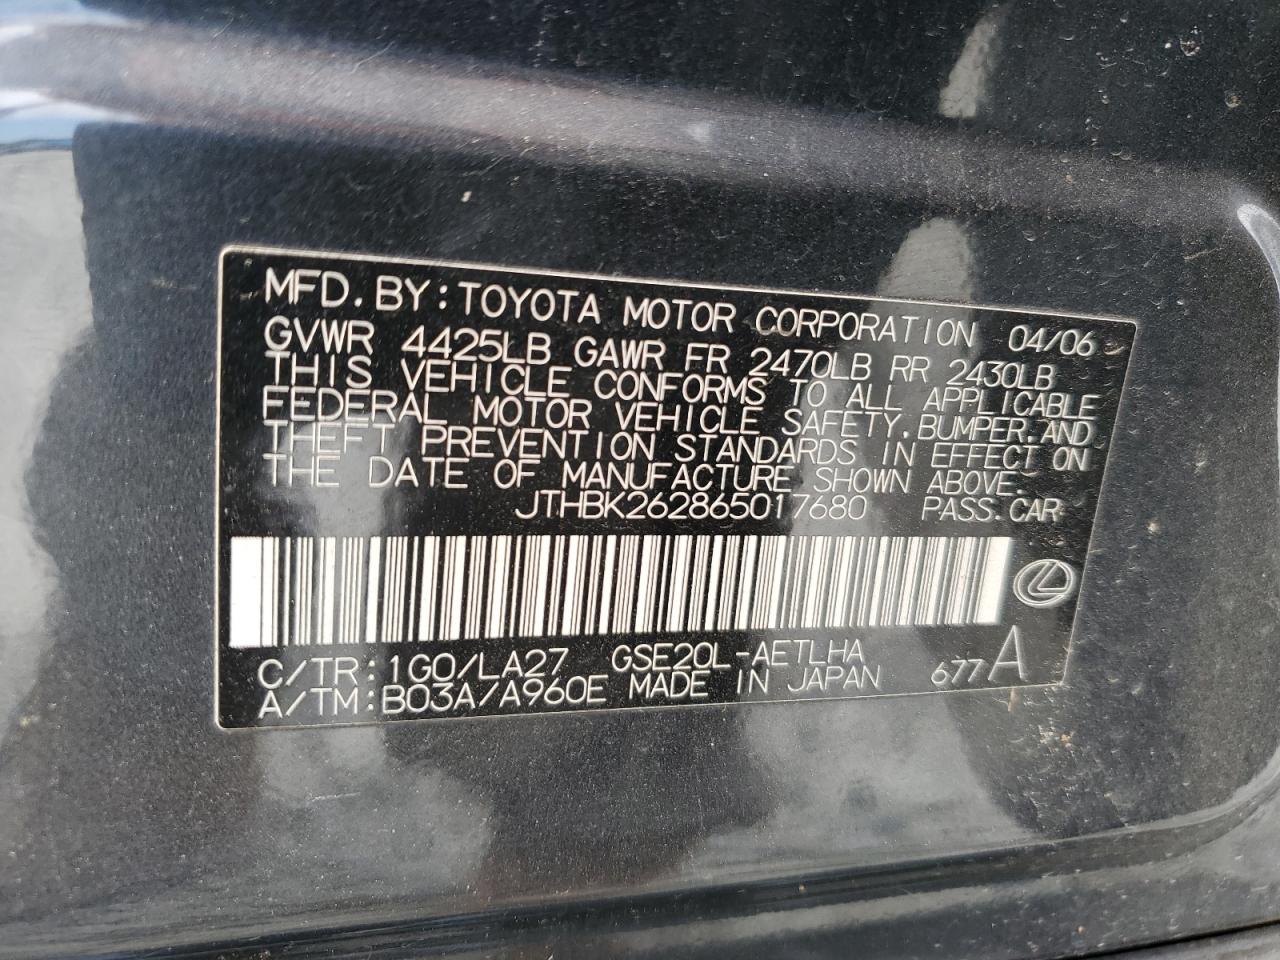 MFD. BY: TOYOTA MOTOR CORPORATION 04/06
GVWR 4425LB GAWR FR 2470LB RR 2430LB
THIS VEHICLE CONFORMS TO ALL APPLICABLE
FEDERAL MOTOR VEHICLE SAFETY, BUMPER, AND
THEFT PREVENTION STANDARDS IN EFFECT ON
THE DATE OF MANUFACTURE SHOWN ABOVE.
JTHBK262865017680 PASS. CAR
C/TR: 1G0/LA27 GSE20L-AETLHA
A/TM: B03A/A960E MADE IN JAPAN 677 A